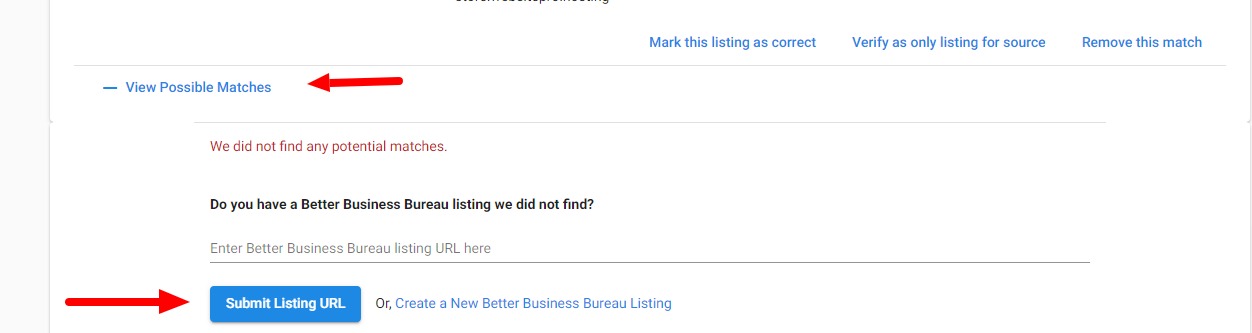 Mark this listing as correct Verify as only listing for source Remove this match
— View Possible Matches
We did not find any potential matches.
Do you have a Better Business Bureau listing we did not find?
Enter Better Business Bureau listing URL here
Submit Listing URL Or, Create a New Better Business Bureau Listing